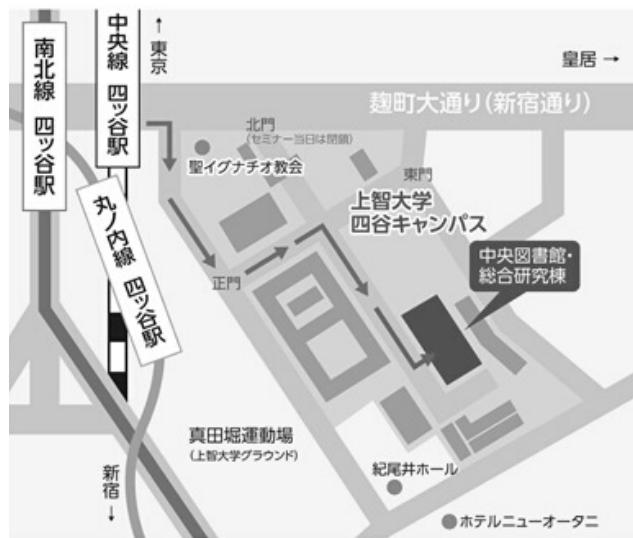 南北線 四ッ谷駅
中央線 四ッ谷駅
丸ノ内線 四ッ谷駅
↑
東京
皇居 →
麹町大通り(新宿通り)
北門
(セミナー当日は閉鎖)
聖イグナチオ教会
東門
上智大学
四谷キャンパス
中央図書館・
総合研究棟
正門
真田堀運動場
(上智大学グラウンド)
紀尾井ホール
ホテルニューオータニ
新宿
↓